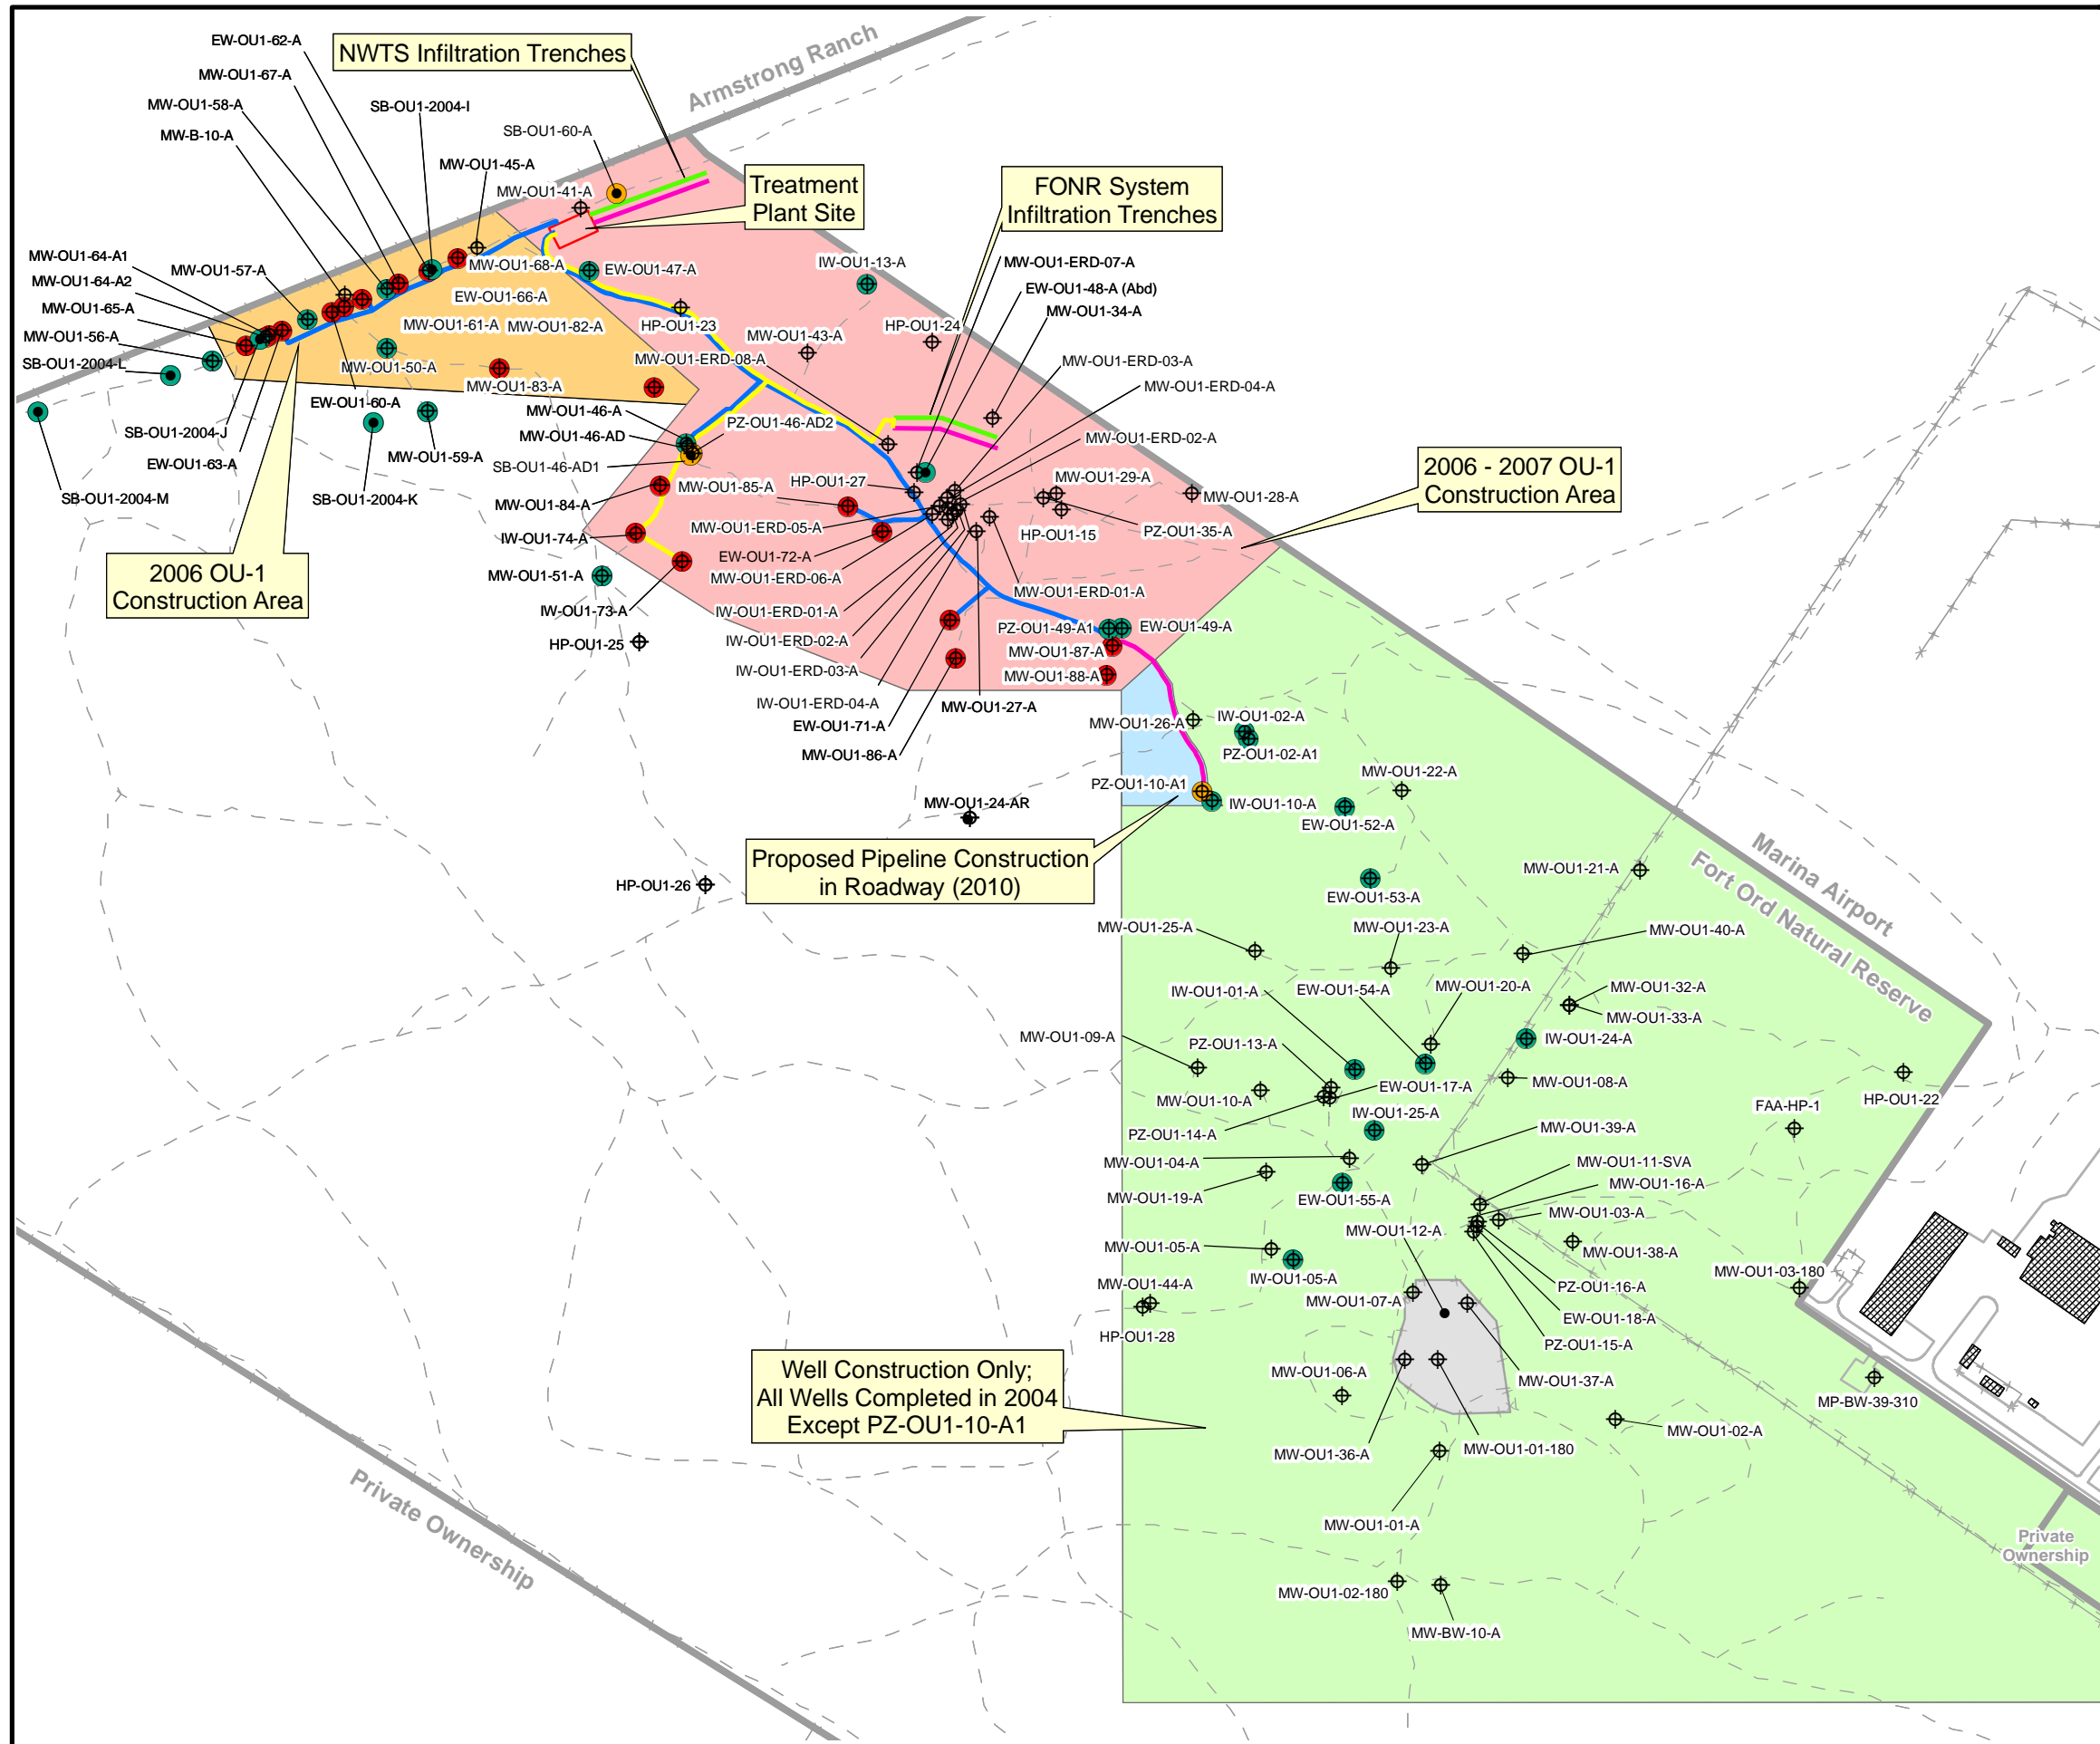 EW-OU1-62-A
MW-OU1-67-A
MW-OU1-58-A
MW-B-10-A
NWTS Infiltration Trenches
SB-OU1-2004-I
Armstrong Ranch
SB-OU1-60-A
MW-OU1-45-A
MW-OU1-41-A
Treatment
Plant Site
FONR System
Infiltration Trenches
MW-OU1-64-A1
MW-OU1-64-A2
MW-OU1-65-A
MW-OU1-56-A
SB-OU1-2004-L
MW-OU1-57-A
MW-OU1-68-A
EW-OU1-47-A
IW-OU1-13-A
MW-OU1-ERD-07-A
EW-OU1-48-A (Abd)
MW-OU1-34-A
EW-OU1-66-A
MW-OU1-61-A
MW-OU1-82-A
HP-OU1-23
MW-OU1-43-A
HP-OU1-24
MW-OU1-ERD-08-A
MW-OU1-ERD-03-A
MW-OU1-ERD-04-A
MW-OU1-50-A
MW-OU1-83-A
EW-OU1-60-A
MW-OU1-46-A
PZ-OU1-46-AD2
MW-OU1-46-AD
MW-OU1-ERD-02-A
SB-OU1-2004-J
EW-OU1-63-A
MW-OU1-59-A
SB-OU1-46-AD1
SB-OU1-2004-M
SB-OU1-2004-K
MW-OU1-84-A
MW-OU1-85-A
HP-OU1-27
MW-OU1-29-A
MW-OU1-28-A
2006 - 2007 OU-1
Construction Area
IW-OU1-74-A
MW-OU1-ERD-05-A
HP-OU1-15
PZ-OU1-35-A
EW-OU1-72-A
MW-OU1-51-A
MW-OU1-ERD-06-A
2006 OU-1
Construction Area
IW-OU1-73-A
IW-OU1-ERD-01-A
MW-OU1-ERD-01-A
HP-OU1-25
IW-OU1-ERD-02-A
PZ-OU1-49-A1
EW-OU1-49-A
MW-OU1-87-A
IW-OU1-ERD-03-A
MW-OU1-88-A
IW-OU1-ERD-04-A
MW-OU1-27-A
EW-OU1-71-A
MW-OU1-86-A
MW-OU1-26-A
IW-OU1-02-A
PZ-OU1-02-A1
MW-OU1-22-A
PZ-OU1-10-A1
IW-OU1-10-A
MW-OU1-24-AR
EW-OU1-52-A
Proposed Pipeline Construction
in Roadway (2010)
Marina Airport
Fort Ord Natural Reserve
MW-OU1-21-A
HP-OU1-26
EW-OU1-53-A
MW-OU1-25-A
MW-OU1-23-A
MW-OU1-40-A
IW-OU1-01-A
EW-OU1-54-A
MW-OU1-20-A
MW-OU1-32-A
MW-OU1-33-A
MW-OU1-09-A
PZ-OU1-13-A
IW-OU1-24-A
MW-OU1-10-A
EW-OU1-17-A
MW-OU1-08-A
HP-OU1-22
FAA-HP-1
IW-OU1-25-A
PZ-OU1-14-A
MW-OU1-39-A
MW-OU1-04-A
MW-OU1-11-SVA
MW-OU1-16-A
MW-OU1-19-A
EW-OU1-55-A
MW-OU1-03-A
MW-OU1-12-A
MW-OU1-05-A
MW-OU1-38-A
IW-OU1-05-A
MW-OU1-03-180
MW-OU1-44-A
MW-OU1-07-A
PZ-OU1-16-A
EW-OU1-18-A
HP-OU1-28
PZ-OU1-15-A
Well Construction Only;
All Wells Completed in 2004
Except PZ-OU1-10-A1
MW-OU1-06-A
MW-OU1-37-A
MP-BW-39-310
MW-OU1-02-A
MW-OU1-36-A
MW-OU1-01-180
Private Ownership
MW-OU1-01-A
Private
Ownership
MW-OU1-02-180
MW-BW-10-A